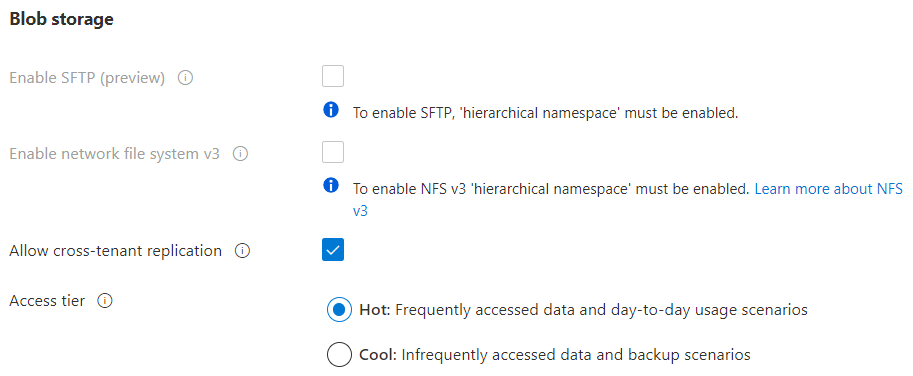 Blob storage
Enable SFTP (preview)
To enable SFTP, 'hierarchical namespace' must be enabled.
Enable network file system v3
To enable NFS v3 'hierarchical namespace' must be enabled. Learn more about NFS
v3
Allow cross-tenant replication
Access tier
Hot: Frequently accessed data and day-to-day usage scenarios
Cool: Infrequently accessed data and backup scenarios